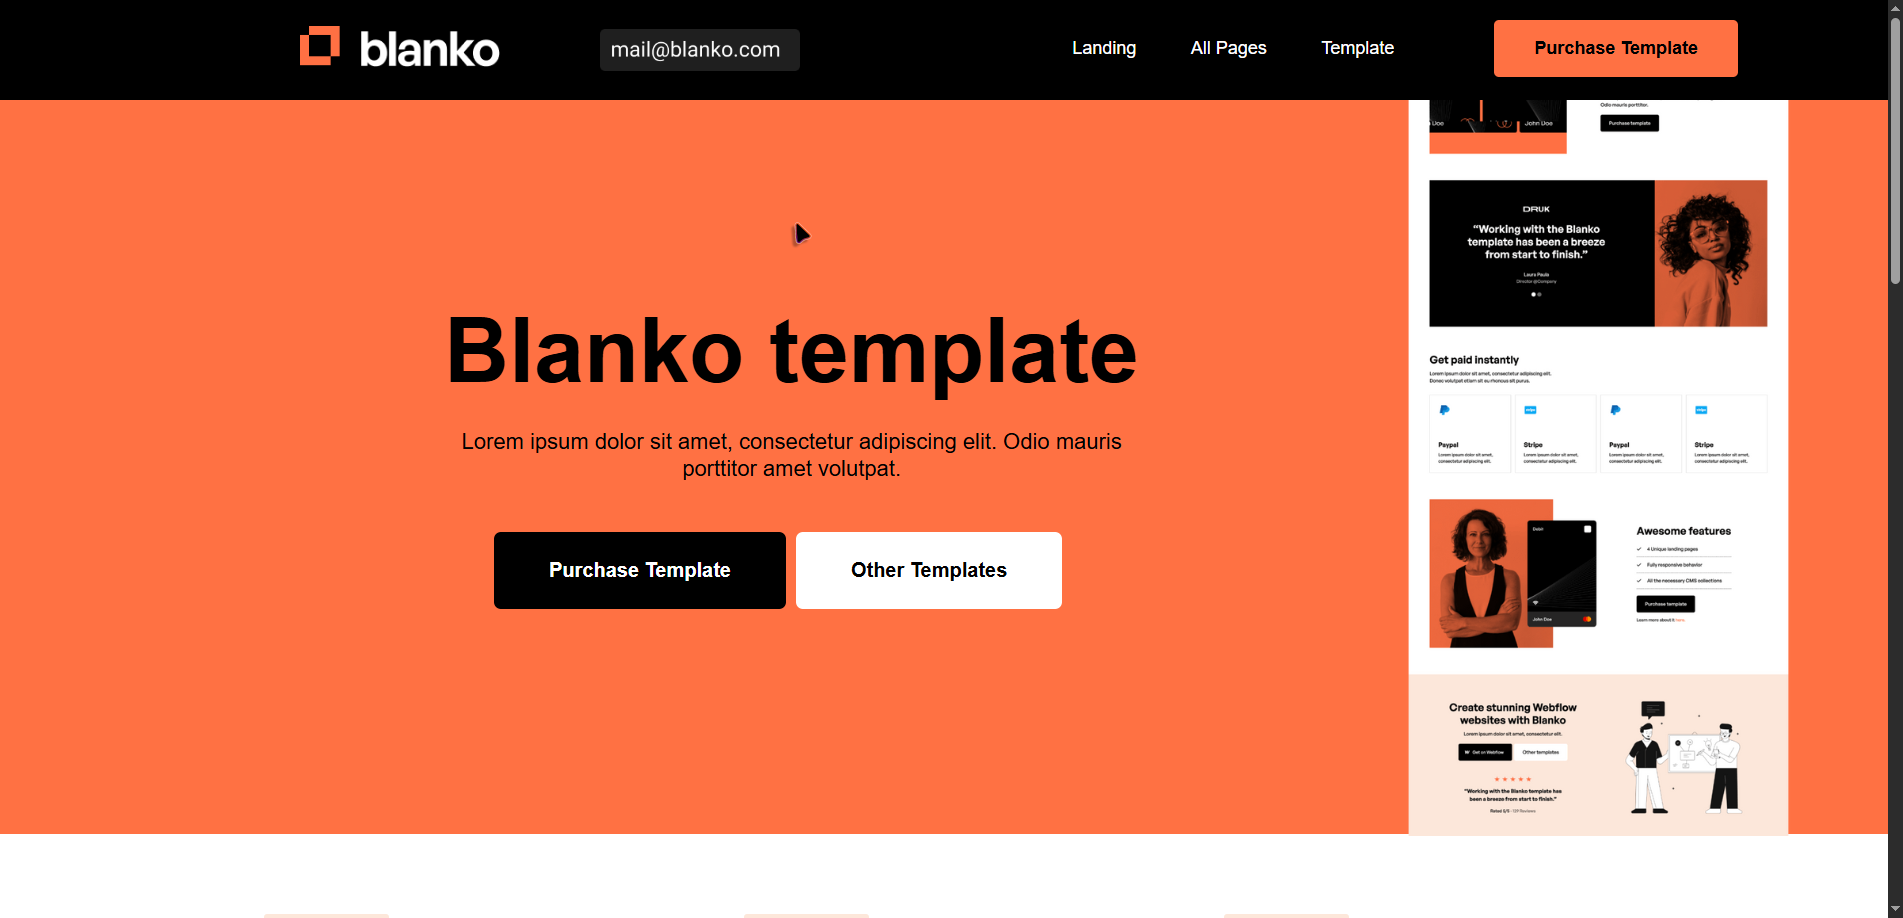 blanko
mail@blanko.com
Landing
All Pages
Template
Purchase Template
Blanko template
Lorem ipsum dolor sit amet, consectetur adipiscing elit. Odio mauris
porttitor amet volutpat.
Purchase Template
Other Templates
Odio mauris porttitor.
Purchase template
Doe
John Doe
DRUK
“Working with the Blanko
template has been a breeze
from start to finish.”
Laura Paula
Director @Company
Get paid instantly
Lorem ipsum dolor sit amet, consectetur adipiscing elit.
Donec volutpat etiam sit eu rhoncus sit purus.
stripe
stripe
Paypal
Lorem ipsum dolor sit amet,
consectetur adipiscing elit.
Stripe
Lorem ipsum dolor sit amet,
consectetur adipiscing elit.
Paypal
Lorem ipsum dolor sit amet,
consectetur adipiscing elit.
Stripe
Lorem ipsum dolor sit amet,
consectetur adipiscing elit.
Debit
John Doe
Awesome features
4 Unique landing pages
Fully responsive behavior
All the necessary CMS collections
Purchase template
Learn more about it here.
Create stunning Webflow
websites with Blanko
Lorem ipsum dolor sit amet, consectetur elit.
Get on Webflow
Other templates
“Working with the Blanko template has
been a breeze from start to finish.”
Rated 5/5 - 129 Reviews